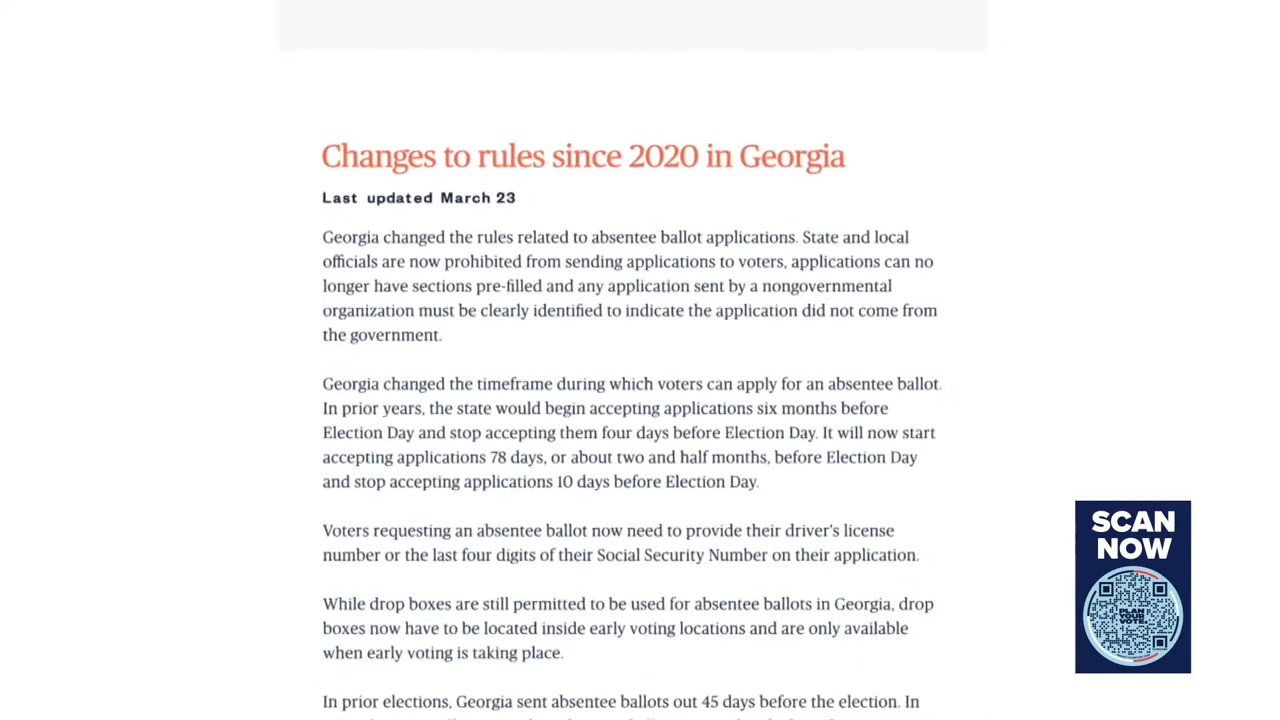 Changes to rules since 2020 in Georgia
Last updated March 23
Georgia changed the rules related to absentee ballot applications. State and local
officials are now prohibited from sending applications to voters, applications can no
longer have sections pre-filled and any application sent by a nongovernmental
organization must be clearly identified to indicate the application did not come from
the government.
Georgia changed the timeframe during which voters can apply for an absentee ballot.
In prior years, the state would begin accepting applications six months before
Election Day and stop accepting them four days before Election Day. It will now start
accepting applications 78 days, or about two and half months, before Election Day
and stop accepting applications 10 days before Election Day.
Voters requesting an absentee ballot now need to provide their driver's license
number or the last four digits of their Social Security Number on their application.
While drop boxes are still permitted to be used for absentee ballots in Georgia, drop
boxes now have to be located inside early voting locations and are only available
when early voting is taking place.
In prior elections, Georgia sent absentee ballots out 45 days before the election. In
SCAN
NOW
PLAN
YOUR
VOTE.